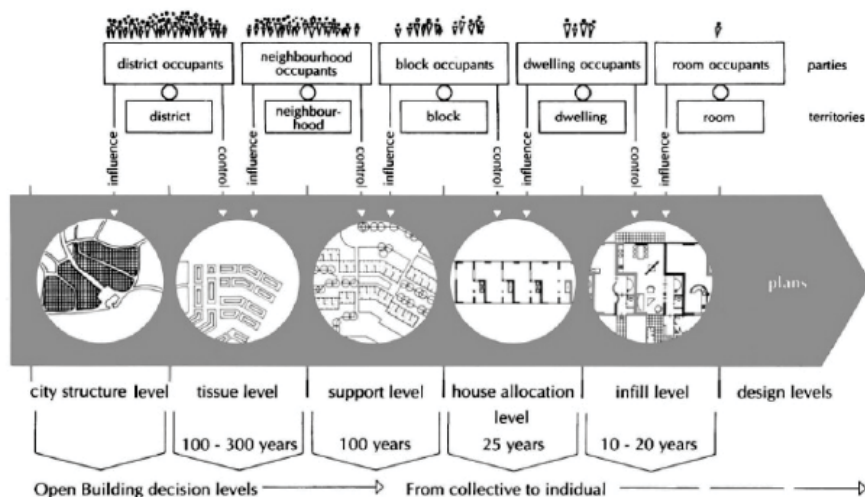 district occupants neighbourhood occupants block occupants dwelling occupants room occupants parties
district neighbour-hood block dwelling room territories
influence control influence control influence control influence control influence
plans
city structure level tissue level support level house allocation level infill level design levels
100 - 300 years 100 years 25 years 10 - 20 years
Open Building decision levels From collective to indidual